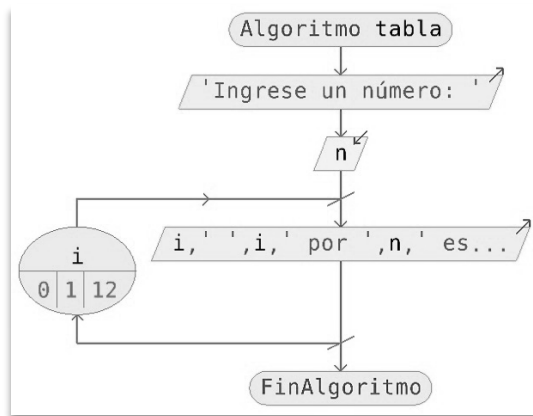 Algoritmo tabla
'Ingrese un número: '
n
i,' ',i,' por ',n,' es...
i
0 1 12
FinAlgoritmo